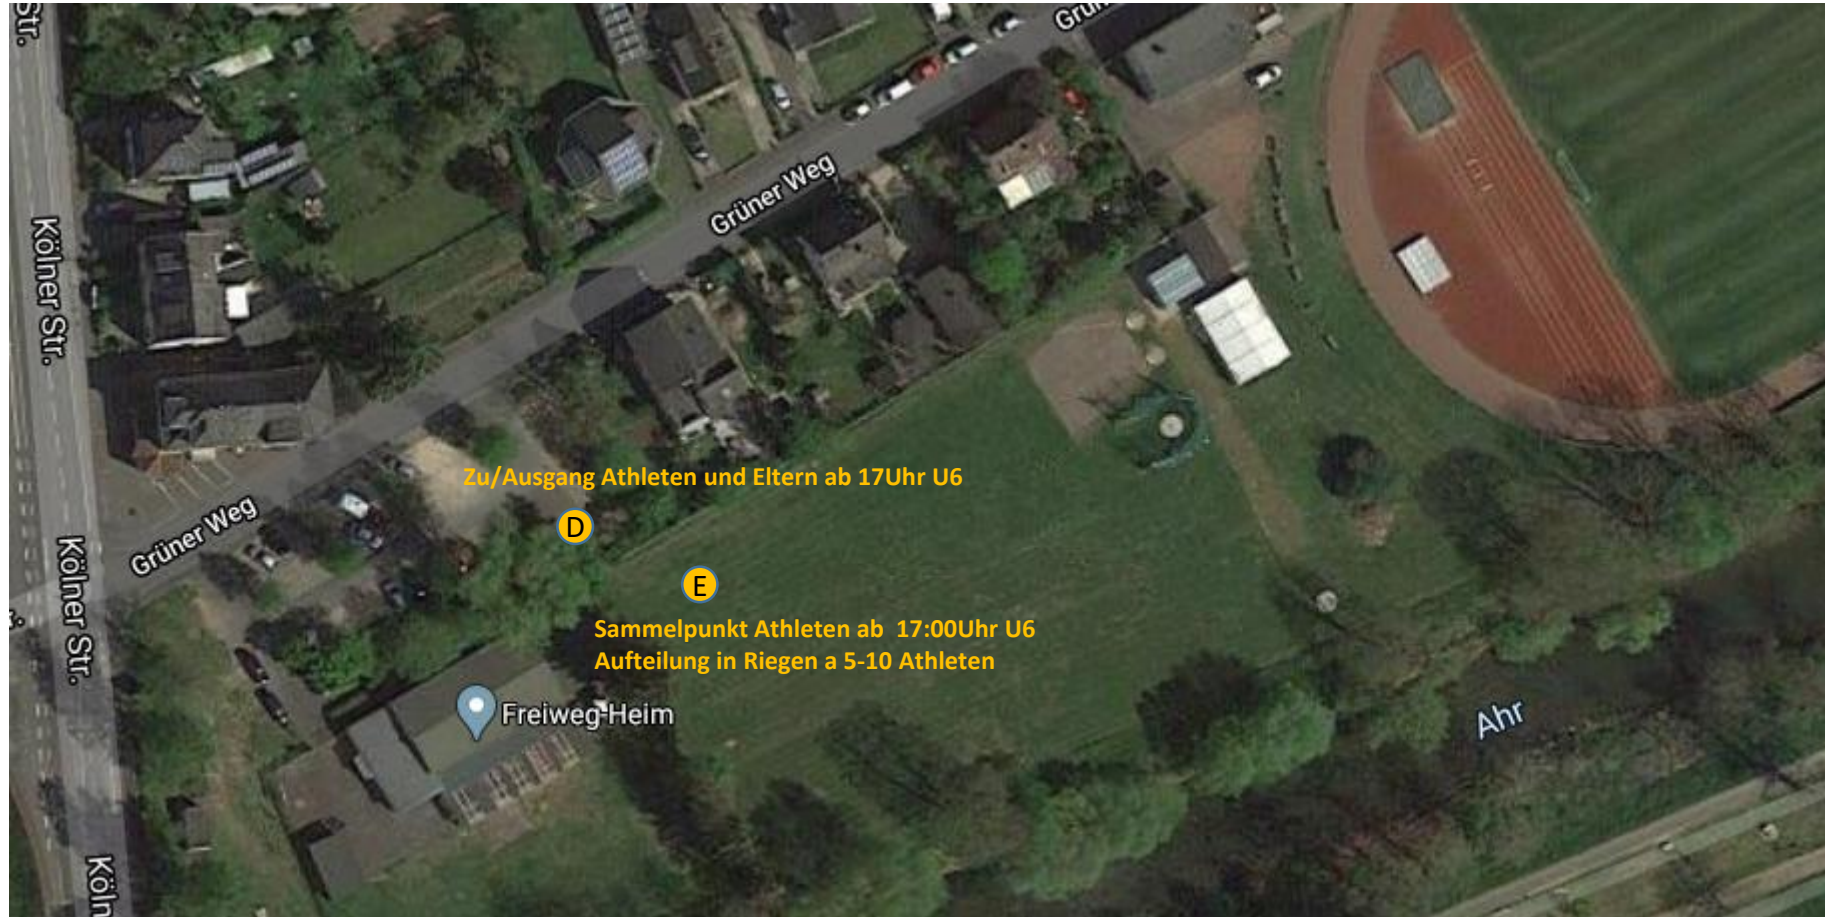 Str.
Grün
Grüner Weg
Kölner Str.
Zu/Ausgang Athleten und Eltern ab 17Uhr U6
D
Grüner Weg
Kölner Str.
E
Sammelpunkt Athleten ab 17:00Uhr U6
Aufteilung in Riegen a 5-10 Athleten
Freiweg-Heim
Ahr
Köln